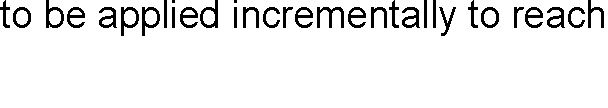 to be applied incrementally to reach